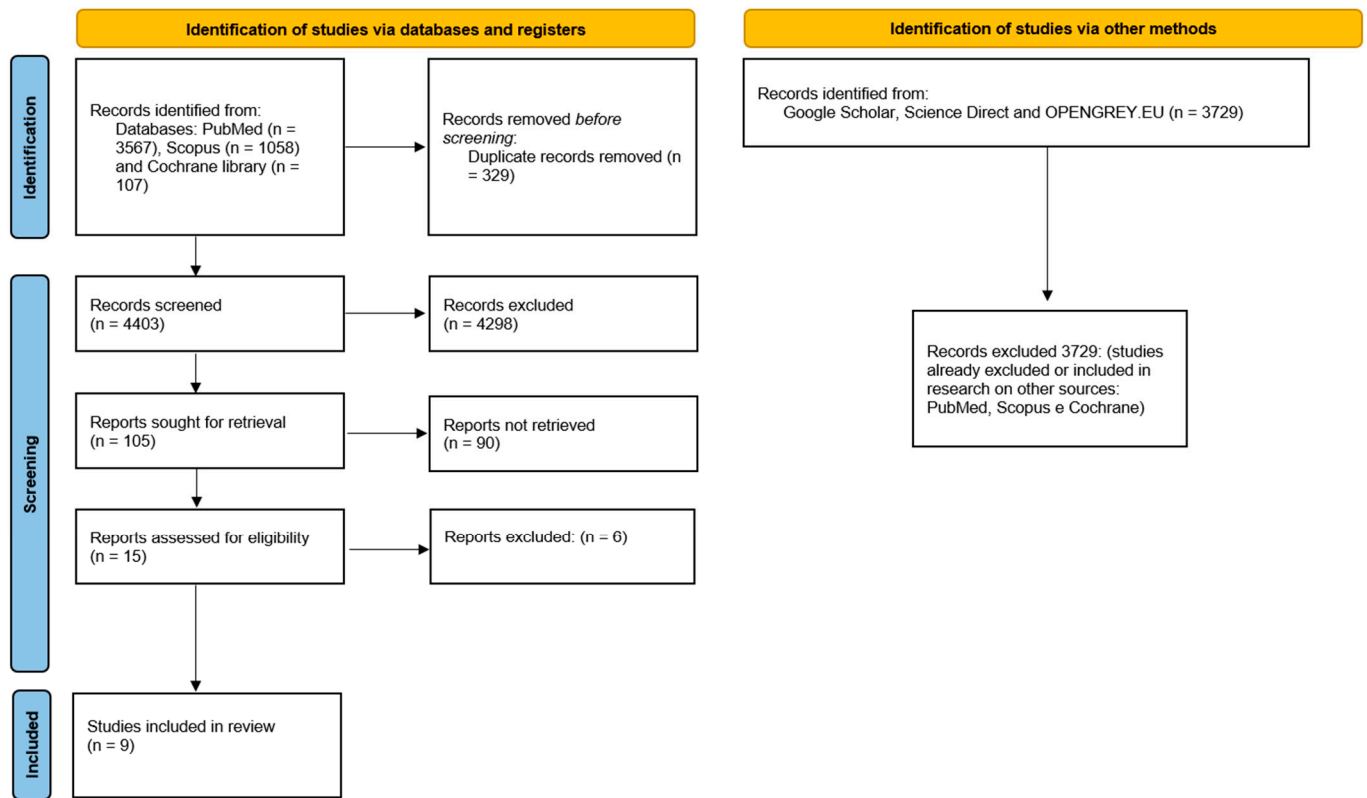 Identification of studies via databases and registers
Identification of studies via other methods
Identification
Records identified from:
Databases: PubMed (n =
3567), Scopus (n = 1058)
and Cochrane library (n =
107)
Records removed before
screening:
Duplicate records removed (n
= 329)
Records identified from:
Google Scholar, Science Direct and OPENGREY.EU (n = 3729)
Screening
Records screened
(n = 4403)
Records excluded
(n = 4298)
Records excluded 3729: (studies
already excluded or included in
research on other sources:
PubMed, Scopus e Cochrane)
Reports sought for retrieval
(n = 105)
Reports not retrieved
(n = 90)
Reports assessed for eligibility
(n = 15)
Reports excluded: (n = 6)
Included
Studies included in review
(n = 9)